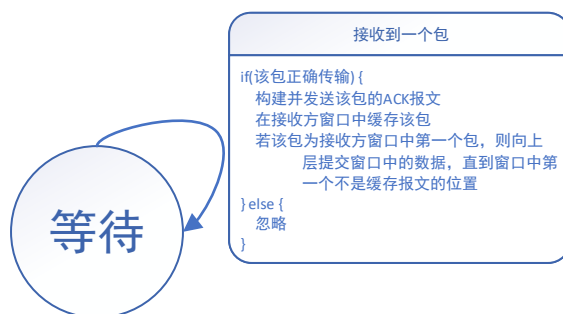 接收到一个包
if(该包正确传输) {
构建并发送该包的ACK报文
在接收方窗口中缓存该包
若该包为接收方窗口中第一个包，则向上
层提交窗口中的数据，直到窗口中第
一个不是缓存报文的位置
} else {
忽略
}
等待